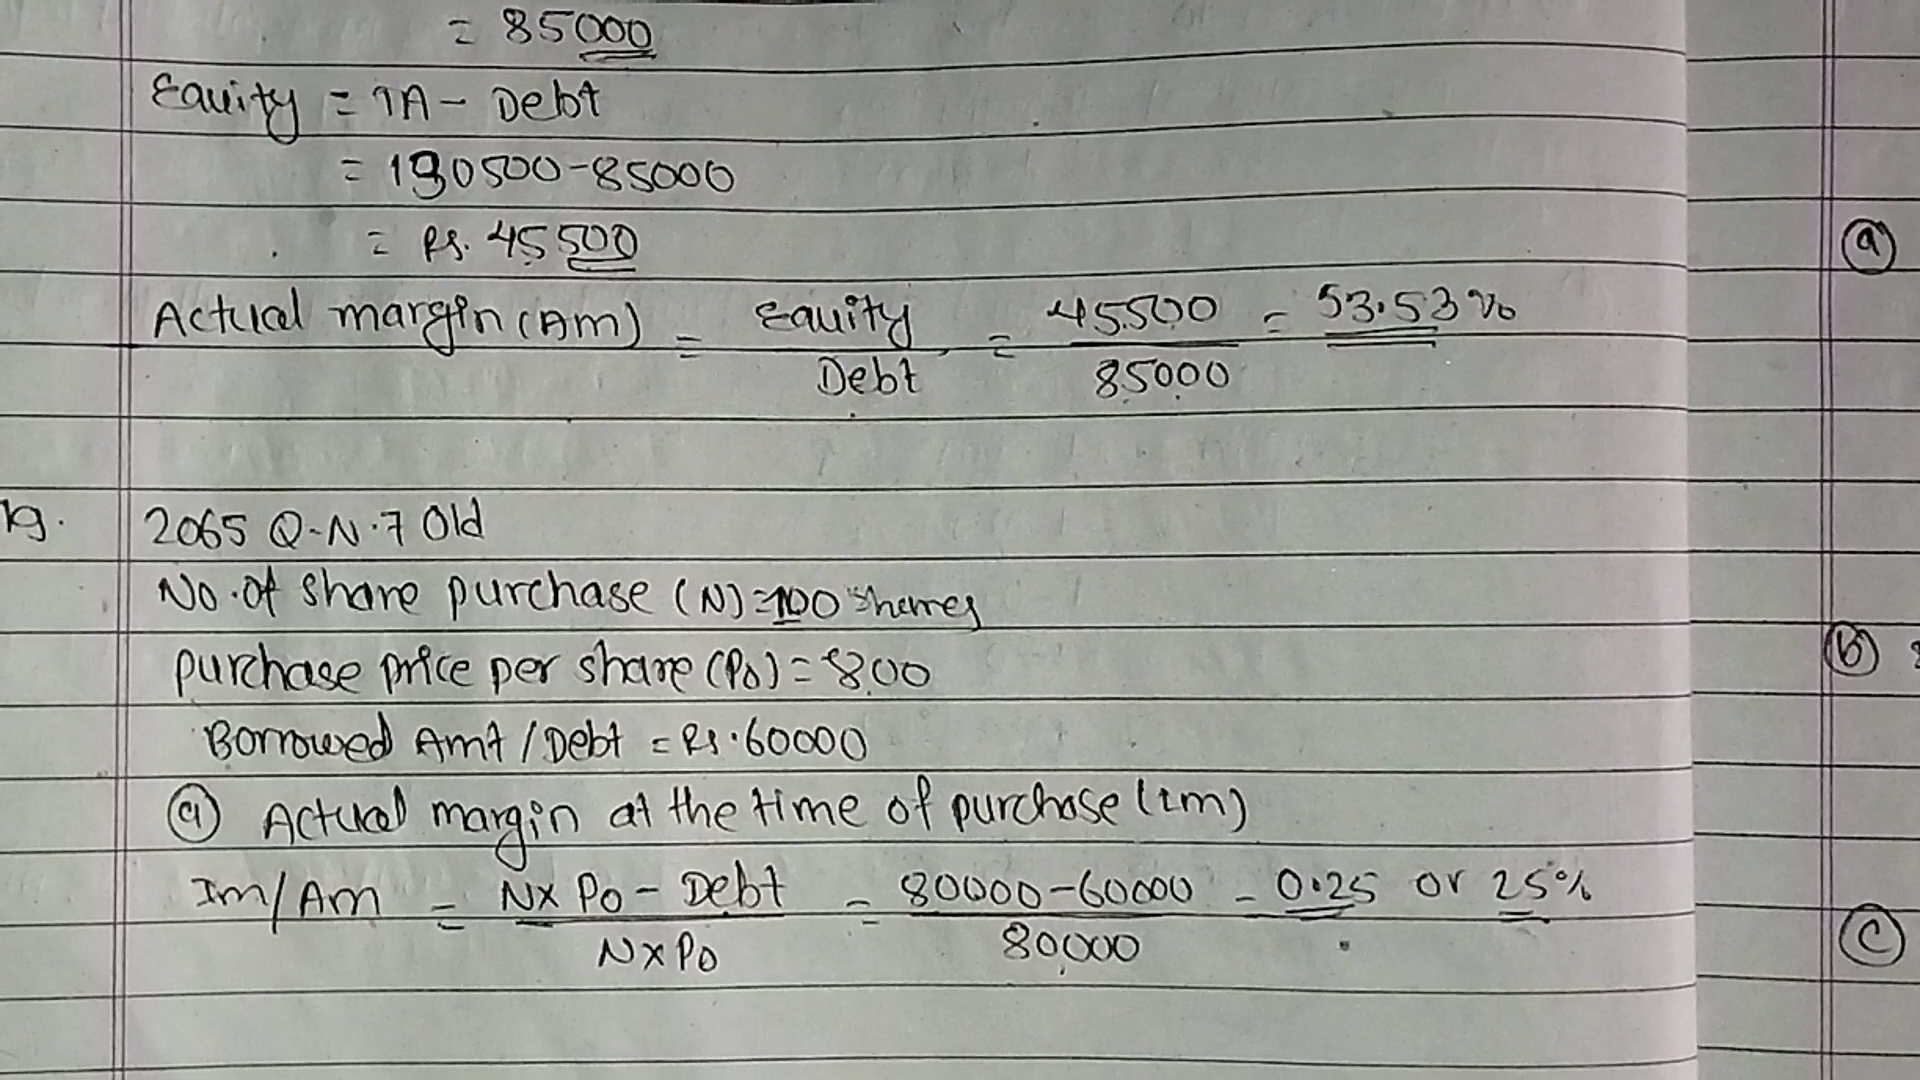 = 85000
Equity = TA - Debt
= 130500-85000
= Rs. 45500
Actual margin (Am) = Equity / Debt = 45500 / 85000 = 53.53%
19. 2065 Q.N.7 Old
No. of share purchase (N) = 100 shares
purchase price per share (P0) = 800
Borrowed Amt / Debt = Rs. 60000
(a) Actual margin at the time of purchase (Im)
Im/Am = N x P0 - Debt / N x P0 = 80000-60000 / 80000 = 0.25 or 25%
(a)
(b)
(c)